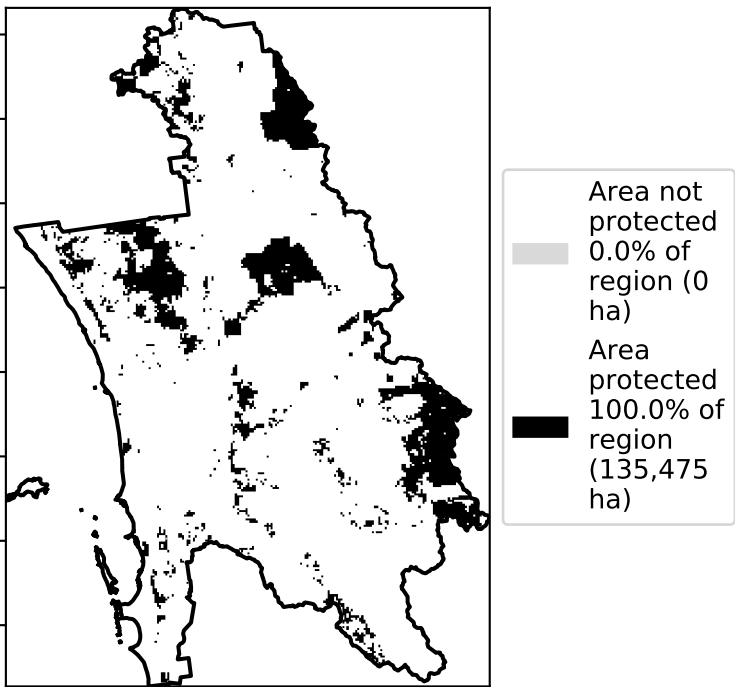 Area not
protected
0.0% of
region (0
ha)
Area
protected
100.0% of
region
(135,475
ha)